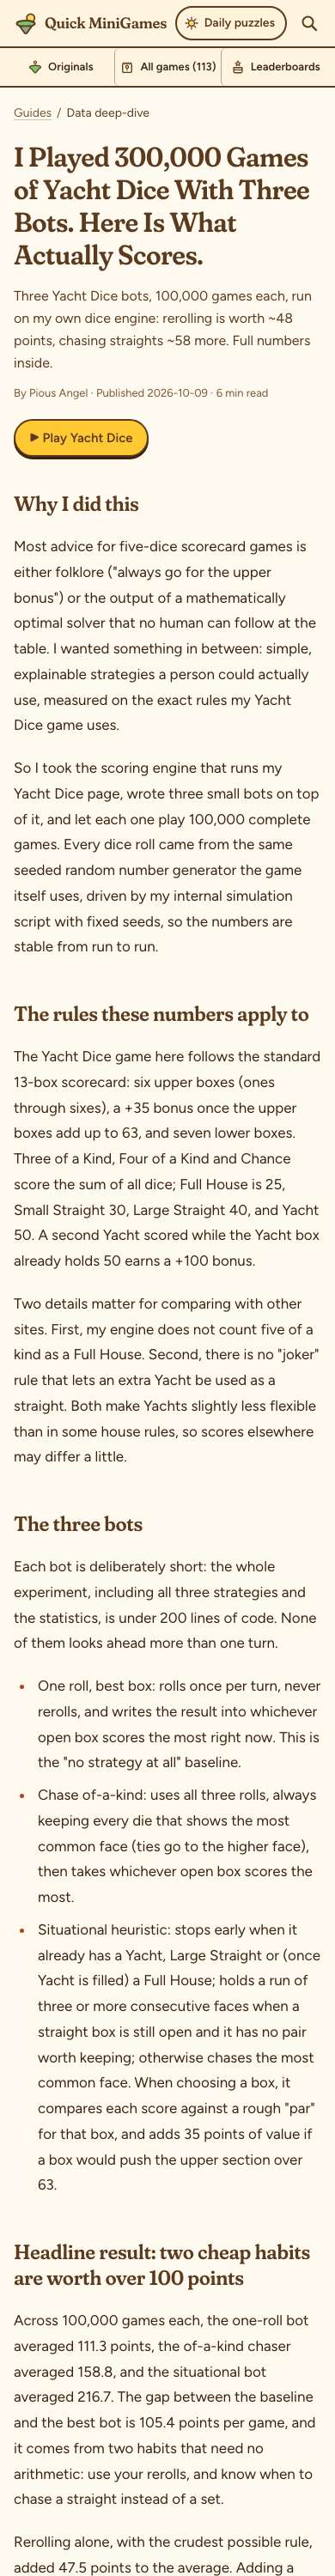 Quick MiniGames
Daily puzzles
Originals
All games (113)
Leaderboards
Guides / Data deep-dive
I Played 300,000 Games
of Yacht Dice With Three
Bots. Here Is What
Actually Scores.
Three Yacht Dice bots, 100,000 games each, run
on my own dice engine: rerolling is worth ~48
points, chasing straights ~58 more. Full numbers
inside.
By Pious Angel · Published 2026-10-09 · 6 min read
Play Yacht Dice
Why I did this
Most advice for five-dice scorecard games is
either folklore ("always go for the upper
bonus") or the output of a mathematically
optimal solver that no human can follow at the
table. I wanted something in between: simple,
explainable strategies a person could actually
use, measured on the exact rules my Yacht
Dice game uses.
So I took the scoring engine that runs my
Yacht Dice page, wrote three small bots on top
of it, and let each one play 100,000 complete
games. Every dice roll came from the same
seeded random number generator the game
itself uses, driven by my internal simulation
script with fixed seeds, so the numbers are
stable from run to run.
The rules these numbers apply to
The Yacht Dice game here follows the standard
13-box scorecard: six upper boxes (ones
through sixes), a +35 bonus once the upper
boxes add up to 63, and seven lower boxes.
Three of a Kind, Four of a Kind and Chance
score the sum of all dice; Full House is 25,
Small Straight 30, Large Straight 40, and Yacht
50. A second Yacht scored while the Yacht box
already holds 50 earns a +100 bonus.
Two details matter for comparing with other
sites. First, my engine does not count five of a
kind as a Full House. Second, there is no "joker"
rule that lets an extra Yacht be used as a
straight. Both make Yachts slightly less flexible
than in some house rules, so scores elsewhere
may differ a little.
The three bots
Each bot is deliberately short: the whole
experiment, including all three strategies and
the statistics, is under 200 lines of code. None
of them looks ahead more than one turn.
• One roll, best box: rolls once per turn, never
rerolls, and writes the result into whichever
open box scores the most right now. This is
the "no strategy at all" baseline.
• Chase of-a-kind: uses all three rolls, always
keeping every die that shows the most
common face (ties go to the higher face),
then takes whichever open box scores the
most.
• Situational heuristic: stops early when it
already has a Yacht, Large Straight or (once
Yacht is filled) a Full House; holds a run of
three or more consecutive faces when a
straight box is still open and it has no pair
worth keeping; otherwise chases the most
common face. When choosing a box, it
compares each score against a rough "par"
for that box, and adds 35 points of value if
a box would push the upper section over
63.
Headline result: two cheap habits
are worth over 100 points
Across 100,000 games each, the one-roll bot
averaged 111.3 points, the of-a-kind chaser
averaged 158.8, and the situational bot
averaged 216.7. The gap between the baseline
and the best bot is 105.4 points per game, and
it comes from two habits that need no
arithmetic: use your rerolls, and know when to
chase a straight instead of a set.
Rerolling alone, with the crudest possible rule,
added 47.5 points to the average. Adding a